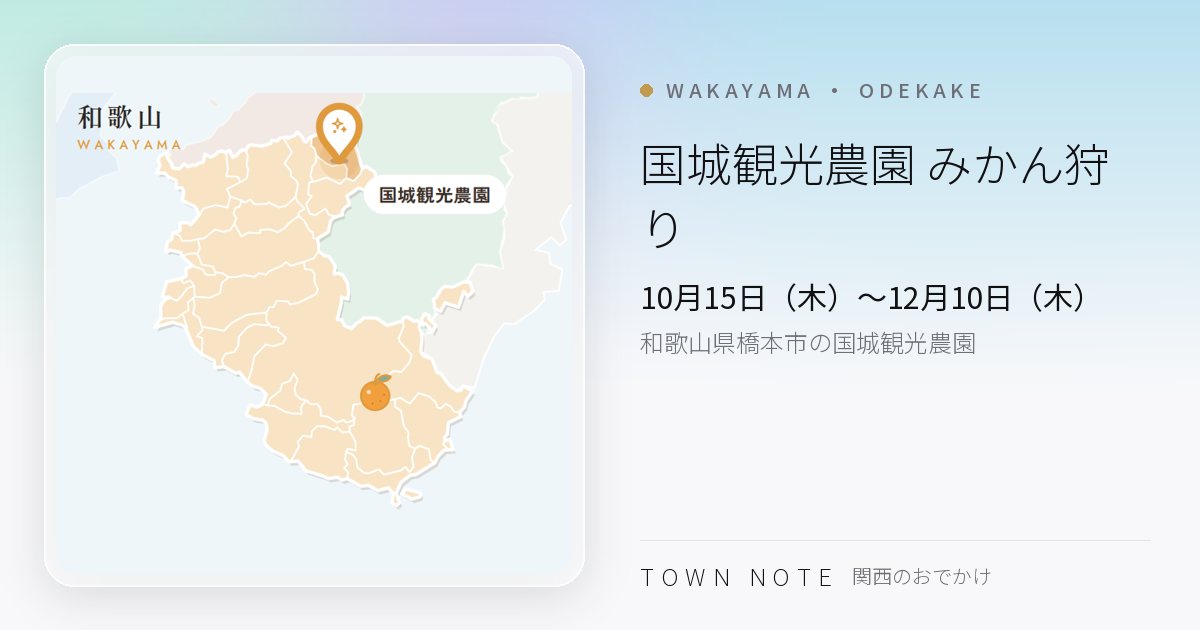 和歌山
WAKAYAMA
国城観光農園
WAKAYAMA • ODEKAKE
国城観光農園 みかん狩
り
10月15日（木）〜12月10日（木）
和歌山県橋本市の国城観光農園
TOWN NOTE 関西のおでかけ